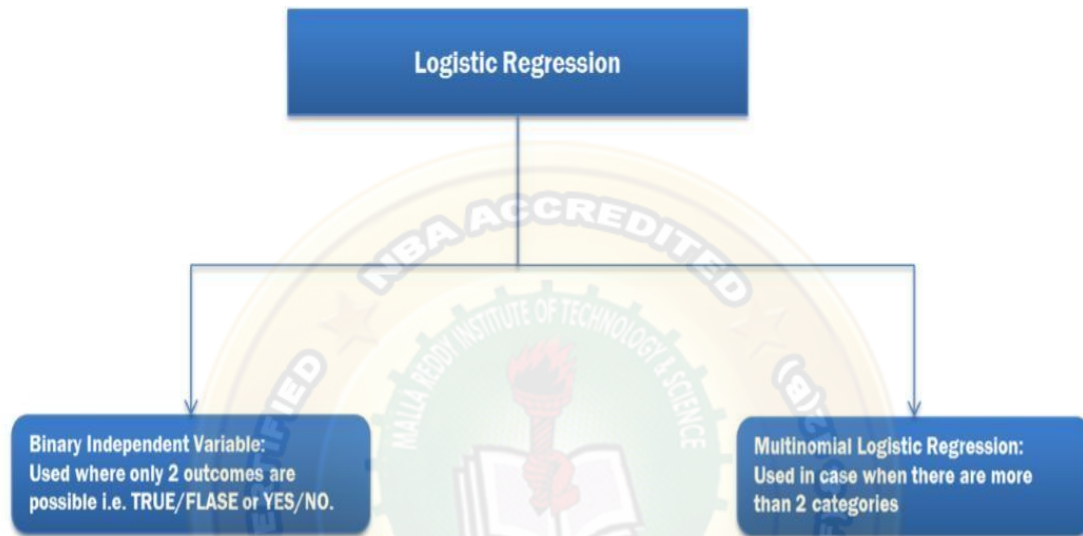 Logistic Regression
NBA ACCREDITED
MALLA REDDY INSTITUTE OF TECHNOLOGY & SCIENCE
Binary Independent Variable:
Used where only 2 outcomes are
possible i.e. TRUE/FLASE or YES/NO.
Multinomial Logistic Regression:
Used in case when there are more
than 2 categories